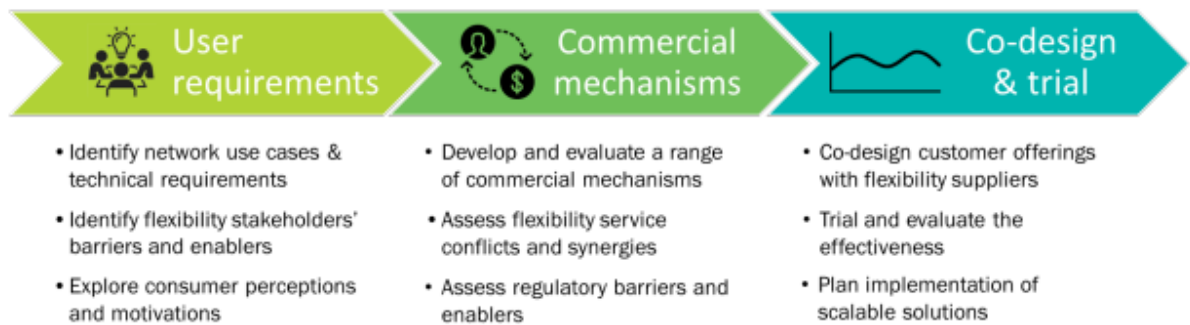 User
requirements
• Identify network use cases &
technical requirements
• Identify flexibility stakeholders'
barriers and enablers
• Explore consumer perceptions
and motivations
Commercial
mechanisms
• Develop and evaluate a range
of commercial mechanisms
• Assess flexibility service
conflicts and synergies
• Assess regulatory barriers and
enablers
Co-design
& trial
• Co-design customer offerings
with flexibility suppliers
• Trial and evaluate the
effectiveness
• Plan implementation of
scalable solutions